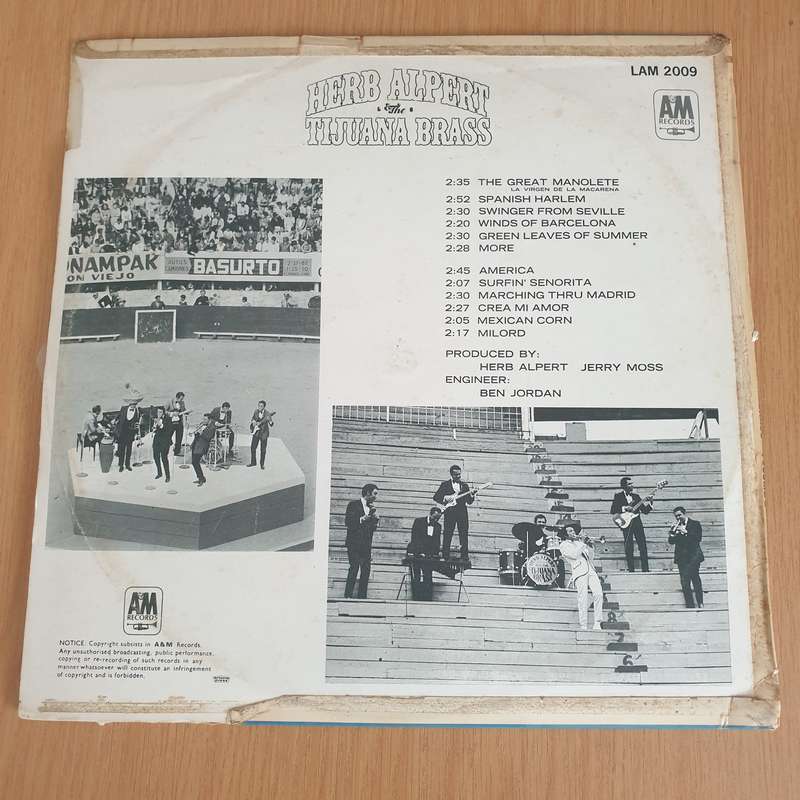 LAM 2009
HERB ALPERT
& The
TIJUANA BRASS
A&M
RECORDS
2:35 THE GREAT MANOLETE
LA VIRGEN DE LA MACARENA
2:52 SPANISH HARLEM
2:30 SWINGER FROM SEVILLE
2:20 WINDS OF BARCELONA
2:30 GREEN LEAVES OF SUMMER
2:28 MORE
2:45 AMERICA
2:07 SURFIN' SENORITA
2:30 MARCHING THRU MADRID
2:27 CREA MI AMOR
2:05 MEXICAN CORN
2:17 MILORD
PRODUCED BY:
HERB ALPERT JERRY MOSS
ENGINEER:
BEN JORDAN
NAMPAK
ON VIEJO
BASURTO
TIJUANA
BRASS
8
7
6
A&M
RECORDS
NOTICE. Copyright subsists in A&M Records.
Any unauthorised broadcasting, public performance,
copying or re-recording of such records in any
manner whatsoever will constitute an infringement
of copyright and is forbidden.